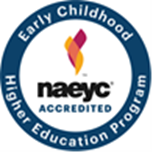 Early Childhood
naeyc
ACCREDITED
Higher Education Program